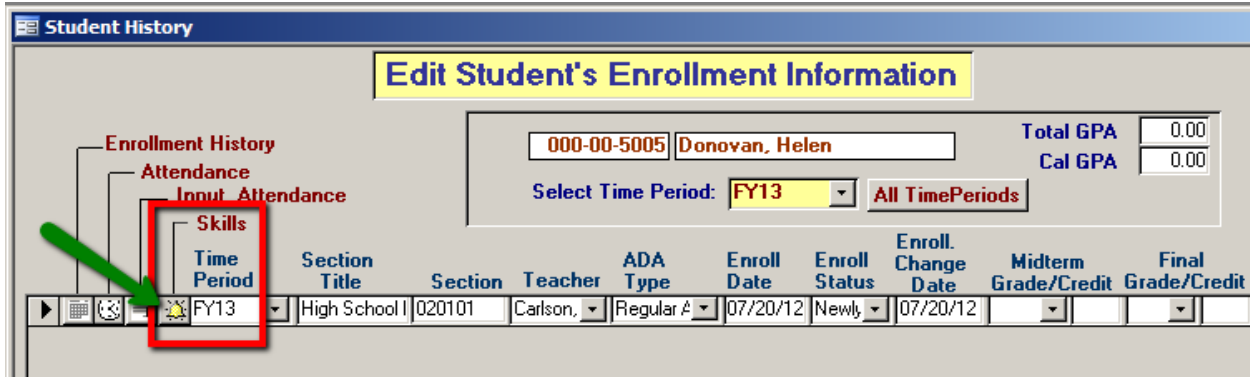 Student History
Edit Student's Enrollment Information
Enrollment History
Attendance
Input Attendance
Skills
000-00-5005 Donovan, Helen
Total GPA 0.00
Cal GPA 0.00
Select Time Period: FY13 All TimePeriods
Time Period Section Title Section Teacher ADA Type Enroll Date Enroll Status Enroll. Change Date Midterm Grade/Credit Final Grade/Credit
FY13 High School I 020101 Carlson, Regular A 07/20/12 Newly 07/20/12